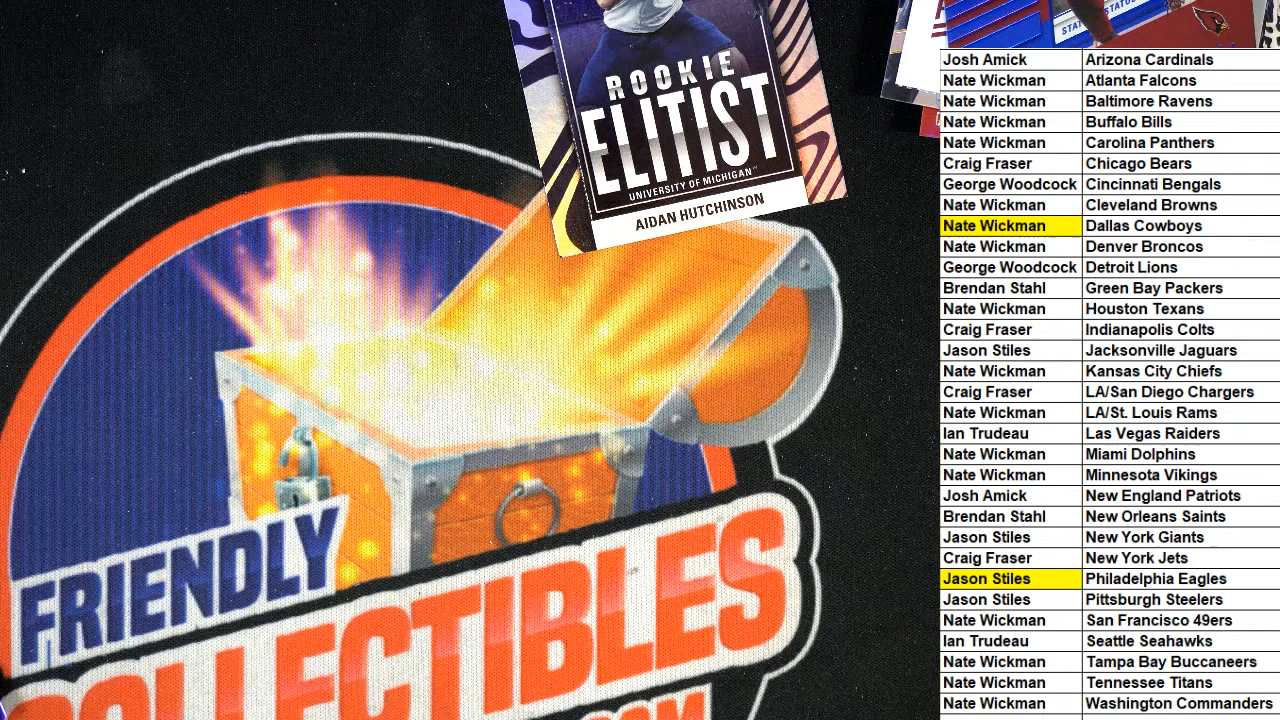 ROOKIE
ELITIST
UNIVERSITY OF MICHIGAN™
AIDAN HUTCHINSON
FRIENDLY
COLLECTIBLES
.COM
STATUS
Josh Amick Arizona Cardinals
Nate Wickman Atlanta Falcons
Nate Wickman Baltimore Ravens
Nate Wickman Buffalo Bills
Nate Wickman Carolina Panthers
Craig Fraser Chicago Bears
George Woodcock Cincinnati Bengals
Nate Wickman Cleveland Browns
Nate Wickman Dallas Cowboys
Nate Wickman Denver Broncos
George Woodcock Detroit Lions
Brendan Stahl Green Bay Packers
Nate Wickman Houston Texans
Craig Fraser Indianapolis Colts
Jason Stiles Jacksonville Jaguars
Nate Wickman Kansas City Chiefs
Craig Fraser LA/San Diego Chargers
Nate Wickman LA/St. Louis Rams
Ian Trudeau Las Vegas Raiders
Nate Wickman Miami Dolphins
Nate Wickman Minnesota Vikings
Josh Amick New England Patriots
Brendan Stahl New Orleans Saints
Jason Stiles New York Giants
Craig Fraser New York Jets
Jason Stiles Philadelphia Eagles
Jason Stiles Pittsburgh Steelers
Nate Wickman San Francisco 49ers
Ian Trudeau Seattle Seahawks
Nate Wickman Tampa Bay Buccaneers
Nate Wickman Tennessee Titans
Nate Wickman Washington Commanders